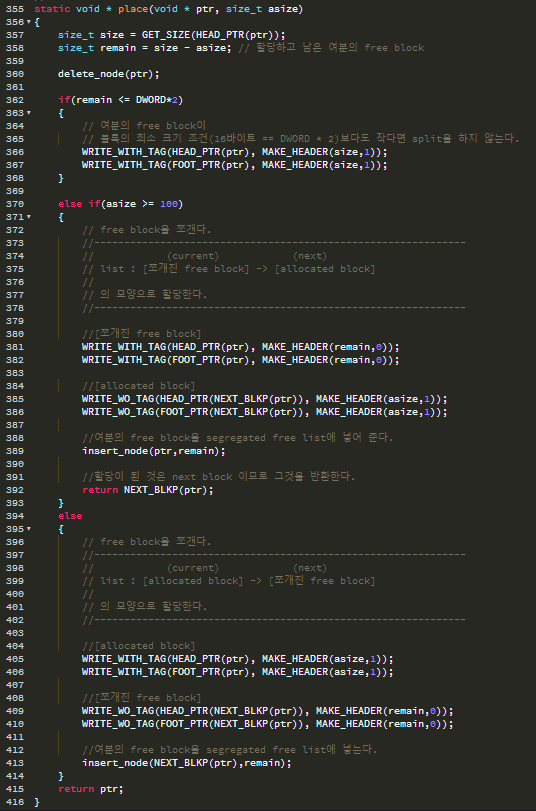 355 static void * place(void * ptr, size_t asize)
356 {
357     size_t size = GET_SIZE(HEAD_PTR(ptr));
358     size_t remain = size - asize; // 할당하고 남은 여분의 free block
359
360     delete_node(ptr);
361
362     if(remain <= DWORD*2)
363     {
364         // 여분의 free block이
365         // 블록의 최소 크기 조건(16바이트 == DWORD * 2)보다도 작다면 split을 하지 않는다.
366         WRITE_WITH_TAG(HEAD_PTR(ptr), MAKE_HEADER(size,1));
367         WRITE_WITH_TAG(FOOT_PTR(ptr), MAKE_HEADER(size,1));
368     }
369
370     else if(asize >= 100)
371     {
372         // free block을 쪼갠다.
373         //--------------------------------------------------------------
374         //            (current)            (next)
375         // list : [쪼개진 free block] -> [allocated block]
376         //
377         // 의 모양으로 할당한다.
378         //--------------------------------------------------------------
379
380         //[쪼개진 free block]
381         WRITE_WITH_TAG(HEAD_PTR(ptr), MAKE_HEADER(remain,0));
382         WRITE_WITH_TAG(FOOT_PTR(ptr), MAKE_HEADER(remain,0));
383
384         //[allocated block]
385         WRITE_WO_TAG(HEAD_PTR(NEXT_BLKP(ptr)), MAKE_HEADER(asize,1));
386         WRITE_WO_TAG(FOOT_PTR(NEXT_BLKP(ptr)), MAKE_HEADER(asize,1));
387
388         //여분의 free block을 segregated free list에 넣어 준다.
389         insert_node(ptr,remain);
390
391         //할당이 된 것은 next block 이므로 그것을 반환한다.
392         return NEXT_BLKP(ptr);
393     }
394     else
395     {
396         // free block을 쪼갠다.
397         //--------------------------------------------------------------
398         //            (current)            (next)
399         // list : [allocated block] -> [쪼개진 free block]
400         //
401         // 의 모양으로 할당한다.
402         //--------------------------------------------------------------
403
404         //[allocated block]
405         WRITE_WITH_TAG(HEAD_PTR(ptr), MAKE_HEADER(asize,1));
406         WRITE_WITH_TAG(FOOT_PTR(ptr), MAKE_HEADER(asize,1));
407
408         //[쪼개진 free block]
409         WRITE_WO_TAG(HEAD_PTR(NEXT_BLKP(ptr)), MAKE_HEADER(remain,0));
410         WRITE_WO_TAG(FOOT_PTR(NEXT_BLKP(ptr)), MAKE_HEADER(remain,0));
411
412         //여분의 free block을 segregated free list에 넣는다.
413         insert_node(NEXT_BLKP(ptr),remain);
414     }
415     return ptr;
416 }